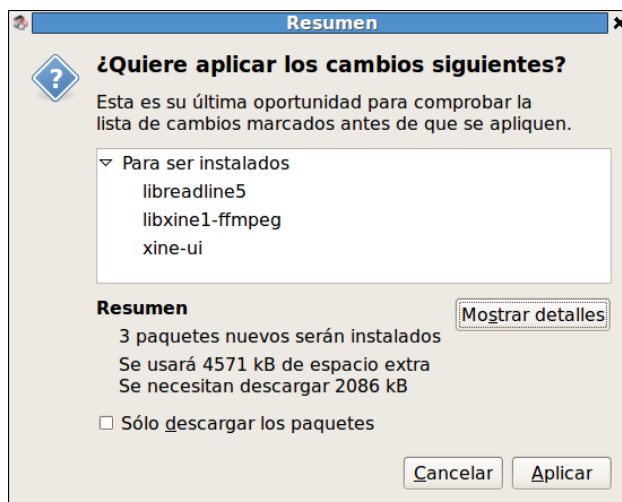 Resumen
¿Quiere aplicar los cambios siguientes?
Esta es su última oportunidad para comprobar la
lista de cambios marcados antes de que se apliquen.
Para ser instalados
libreadline5
libxine1-ffmpeg
xine-ui
Resumen
Mostrar detalles
3 paquetes nuevos serán instalados
Se usará 4571 kB de espacio extra
Se necesitan descargar 2086 kB
Sólo descargar los paquetes
Cancelar
Aplicar